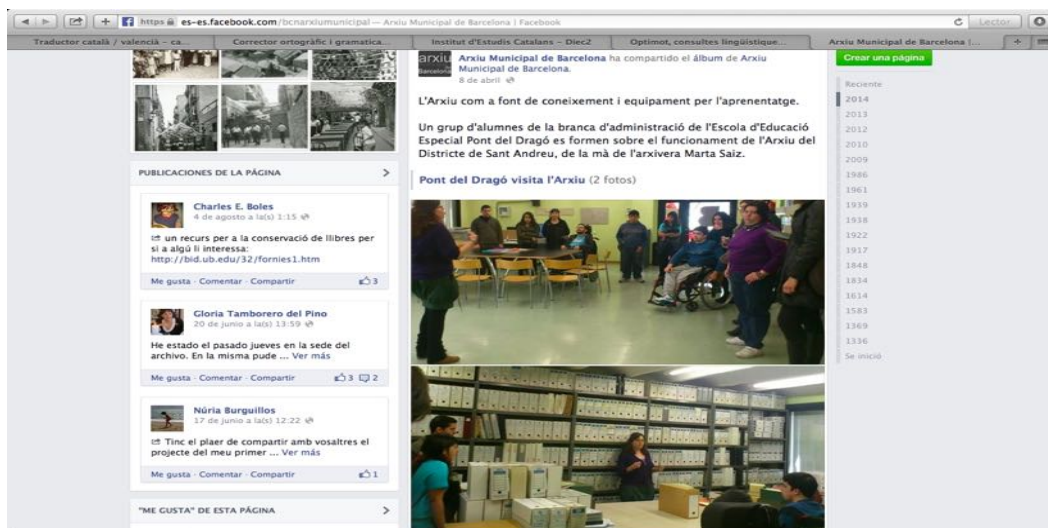 https es-es.facebook.com/bcnarxiumunicipal — Arxiu Municipal de Barcelona | Facebook
Lector
Traductor català / valencià - ca...
Corrector ortogràfic i gramatica...
Institut d'Estudis Catalans - Diec2
Optimot, consultes lingüístique...
Arxiu Municipal de Barcelona |...
PUBLICACIONES DE LA PÁGINA
Charles E. Boles
4 de agosto a la(s) 1:15
un recurs per a la conservació de llibres per
si a algú li interessa:
http://bid.ub.edu/32/fornies1.htm
Me gusta · Comentar · Compartir 3
Gloria Tamborero del Pino
20 de junio a la(s) 13:59
He estado el pasado jueves en la sede del
archivo. En la misma pude ... Ver más
Me gusta · Comentar · Compartir 3 2
Núria Burguillos
17 de junio a la(s) 12:22
Tinc el plaer de compartir amb vosaltres el
projecte del meu primer ... Ver más
Me gusta · Comentar · Compartir 1
"ME GUSTA" DE ESTA PÁGINA
arxiu
Barcelona
Arxiu Municipal de Barcelona ha compartido el álbum de Arxiu
Municipal de Barcelona.
8 de abril
L'Arxiu com a font de coneixement i equipament per l'aprenentatge.
Un grup d'alumnes de la branca d'administració de l'Escola d'Educació
Especial Pont del Dragó es formen sobre el funcionament de l'Arxiu del
Districte de Sant Andreu, de la mà de l'arxivera Marta Saiz.
Pont del Dragó visita l'Arxiu (2 fotos)
Crear una página
Reciente
2014
2013
2012
2010
2009
1986
1961
1939
1938
1922
1917
1848
1834
1614
1583
1369
1336
Se inició